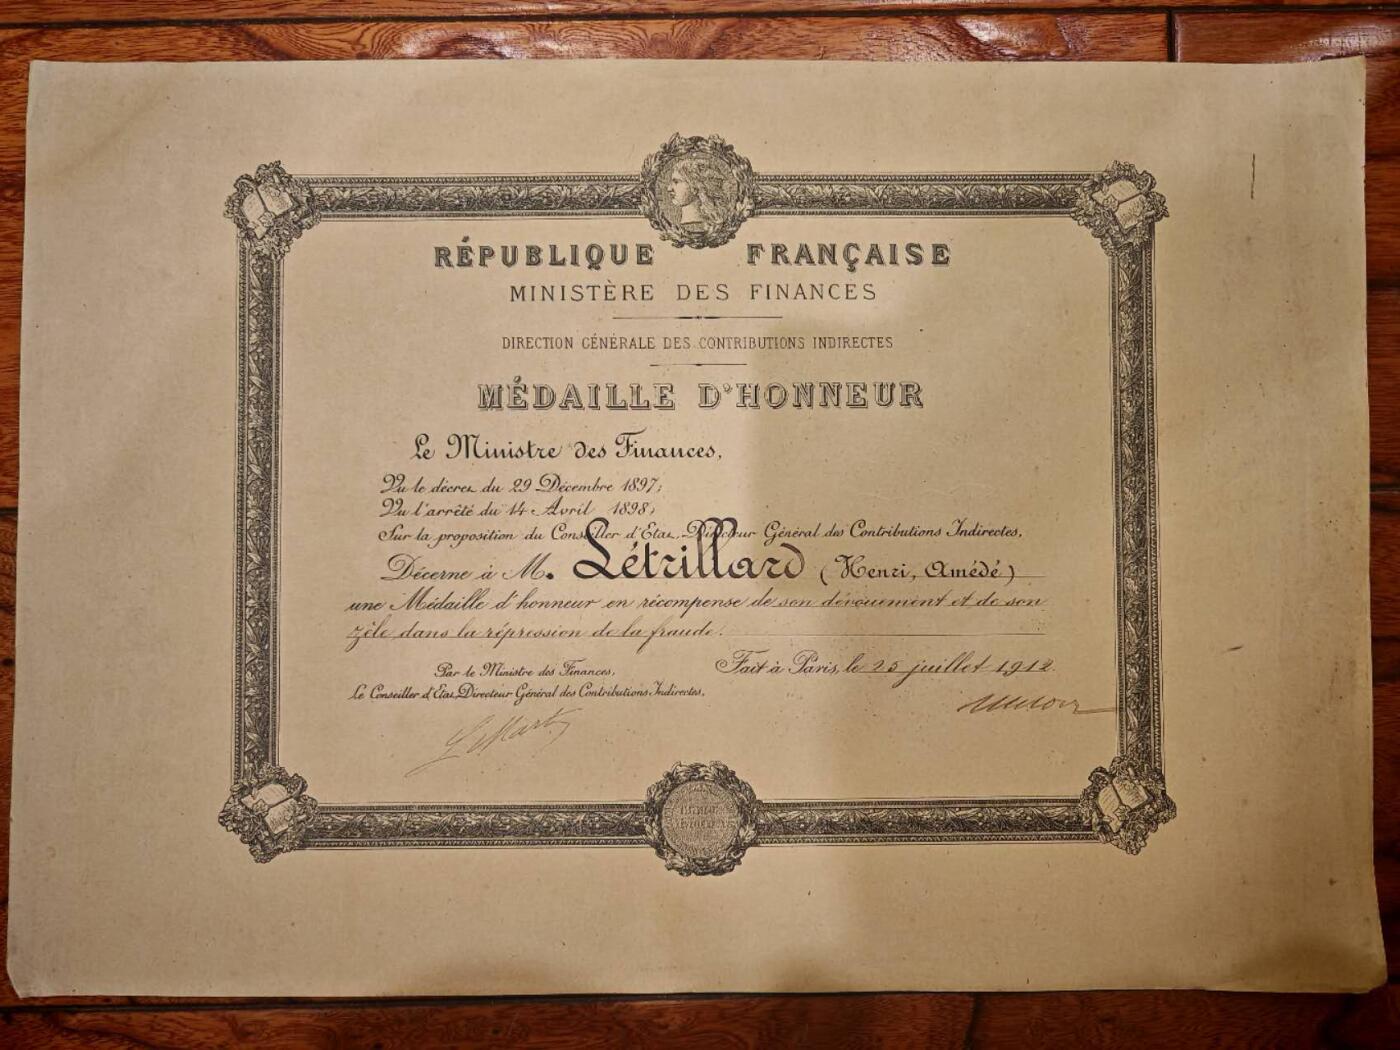 RÉPUBLIQUE FRANÇAISE
MINISTÈRE DES FINANCES
DIRECTION GÉNÉRALE DES CONTRIBUTIONS INDIRECTES
MÉDAILLE D'HONNEUR
Le Ministre des Finances,
Vu le décret du 29 Décembre 1897;
Vu l'arrêté du 14 Avril 1898;
Sur la proposition du Conseiller d'Etat, Directeur Général des Contributions Indirectes,
Décerne à M. Létrillard (Henri, Amédé)
une Médaille d'honneur en récompense de son dévouement et de son
zèle dans la répression de la fraude.
Fait à Paris, le 25 juillet 1912.
Par le Ministre des Finances,
Le Conseiller d'Etat, Directeur Général des Contributions Indirectes,